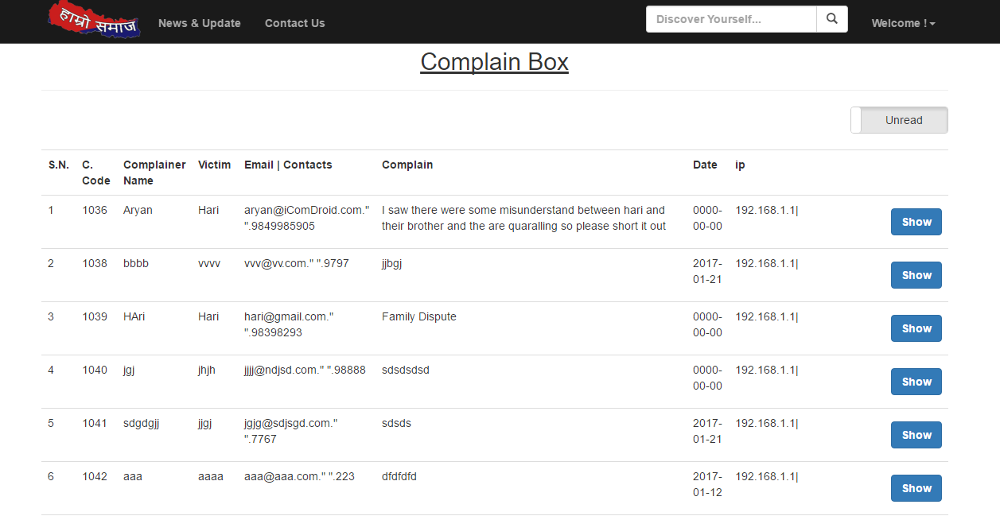 हाम्रो समाज
News & Update
Contact Us
Discover Yourself...
Welcome !
Complain Box
Unread
S.N. C. Code Complainer Name Victim Email | Contacts Complain Date ip
1 1036 Aryan Hari aryan@iComDroid.com." ".9849985905 I saw there were some misunderstand between hari and their brother and the are quaralling so please short it out 0000-00-00 192.168.1.1| Show
2 1038 bbbb vvvv vvv@vv.com." ".9797 jjbgj 2017-01-21 192.168.1.1| Show
3 1039 HAri Hari hari@gmail.com." ".98398293 Family Dispute 0000-00-00 192.168.1.1| Show
4 1040 jgj jhjh jjjj@ndjsd.com." ".98888 sdsdsdsd 0000-00-00 192.168.1.1| Show
5 1041 sdgdgjj jjgj jgjg@sdjsgd.com." ".7767 sdsds 2017-01-21 192.168.1.1| Show
6 1042 aaa aaaa aaa@aaa.com." ".223 dfdfdfd 2017-01-12 192.168.1.1| Show